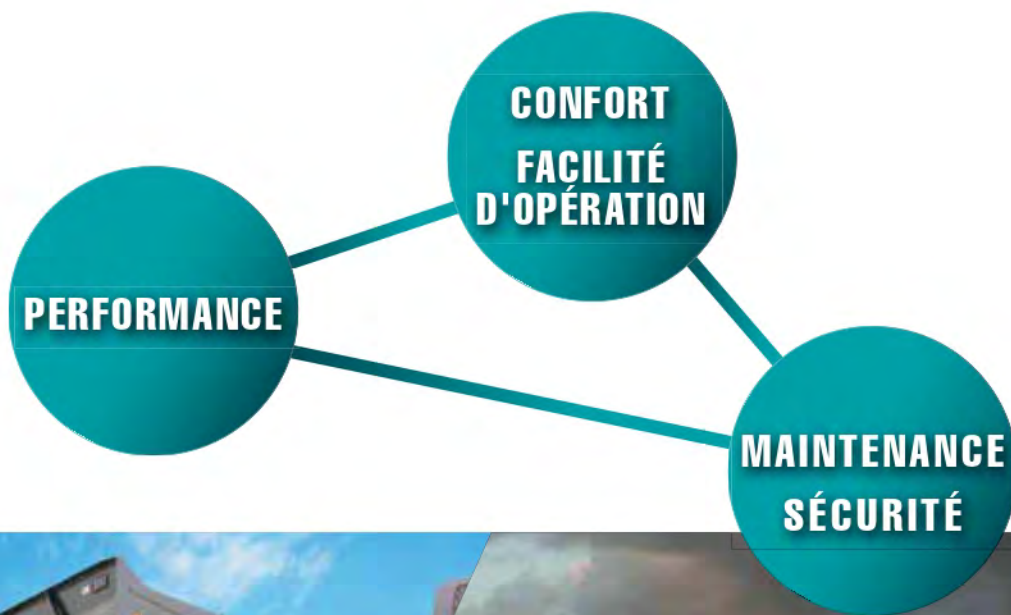 CONFORT
FACILITÉ
D'OPÉRATION
PERFORMANCE
MAINTENANCE
SÉCURITÉ